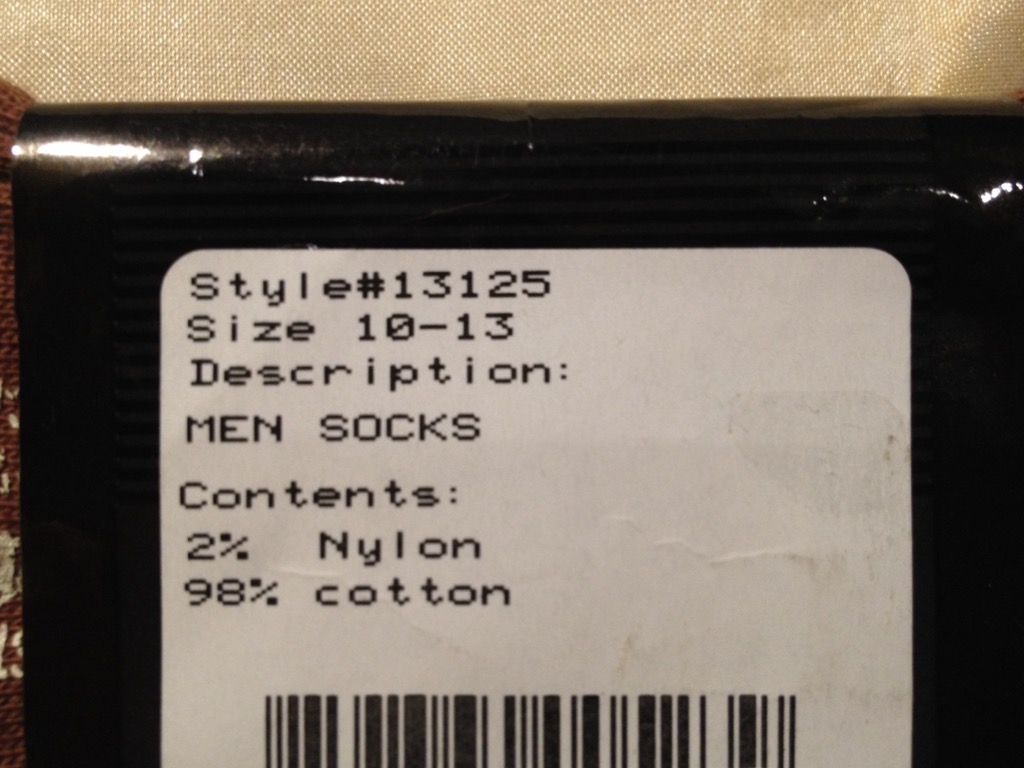 Style#13125
Size 10-13
Description:
MEN SOCKS
Contents:
2% Nylon
98% cotton